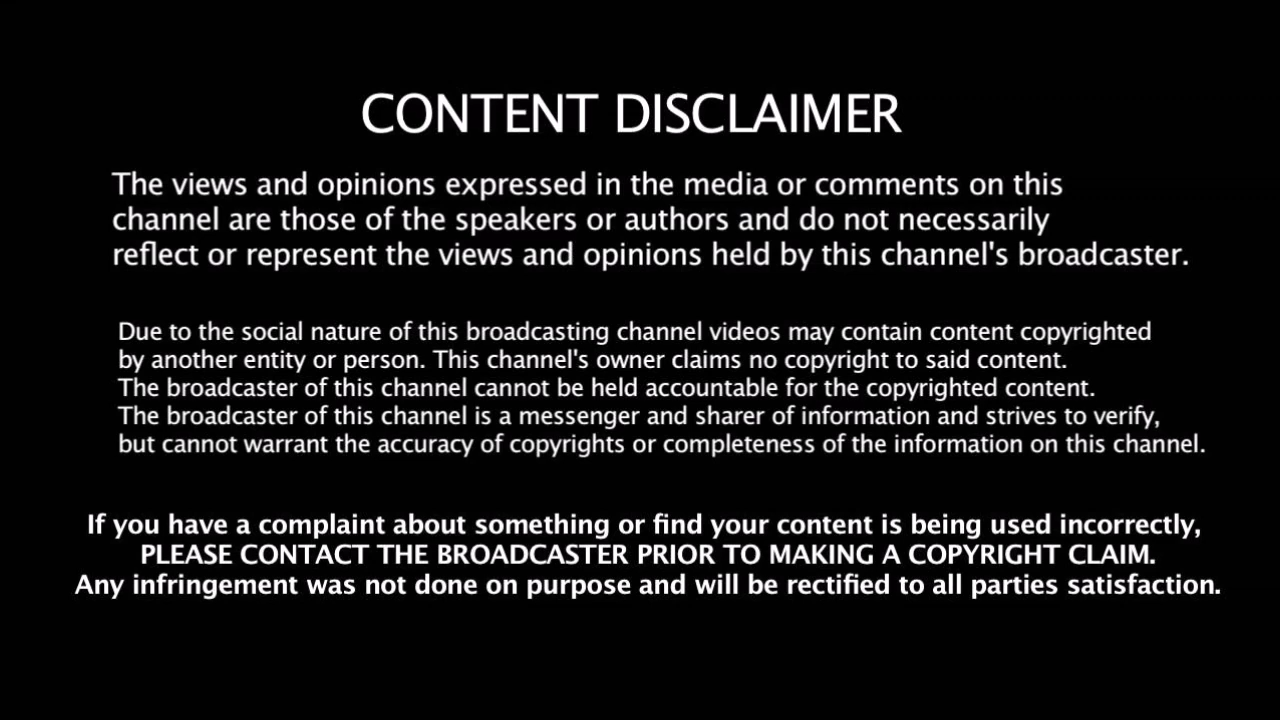 CONTENT DISCLAIMER
The views and opinions expressed in the media or comments on this
channel are those of the speakers or authors and do not necessarily
reflect or represent the views and opinions held by this channel's broadcaster.
Due to the social nature of this broadcasting channel videos may contain content copyrighted
by another entity or person. This channel's owner claims no copyright to said content.
The broadcaster of this channel cannot be held accountable for the copyrighted content.
The broadcaster of this channel is a messenger and sharer of information and strives to verify,
but cannot warrant the accuracy of copyrights or completeness of the information on this channel.
If you have a complaint about something or find your content is being used incorrectly,
PLEASE CONTACT THE BROADCASTER PRIOR TO MAKING A COPYRIGHT CLAIM.
Any infringement was not done on purpose and will be rectified to all parties satisfaction.